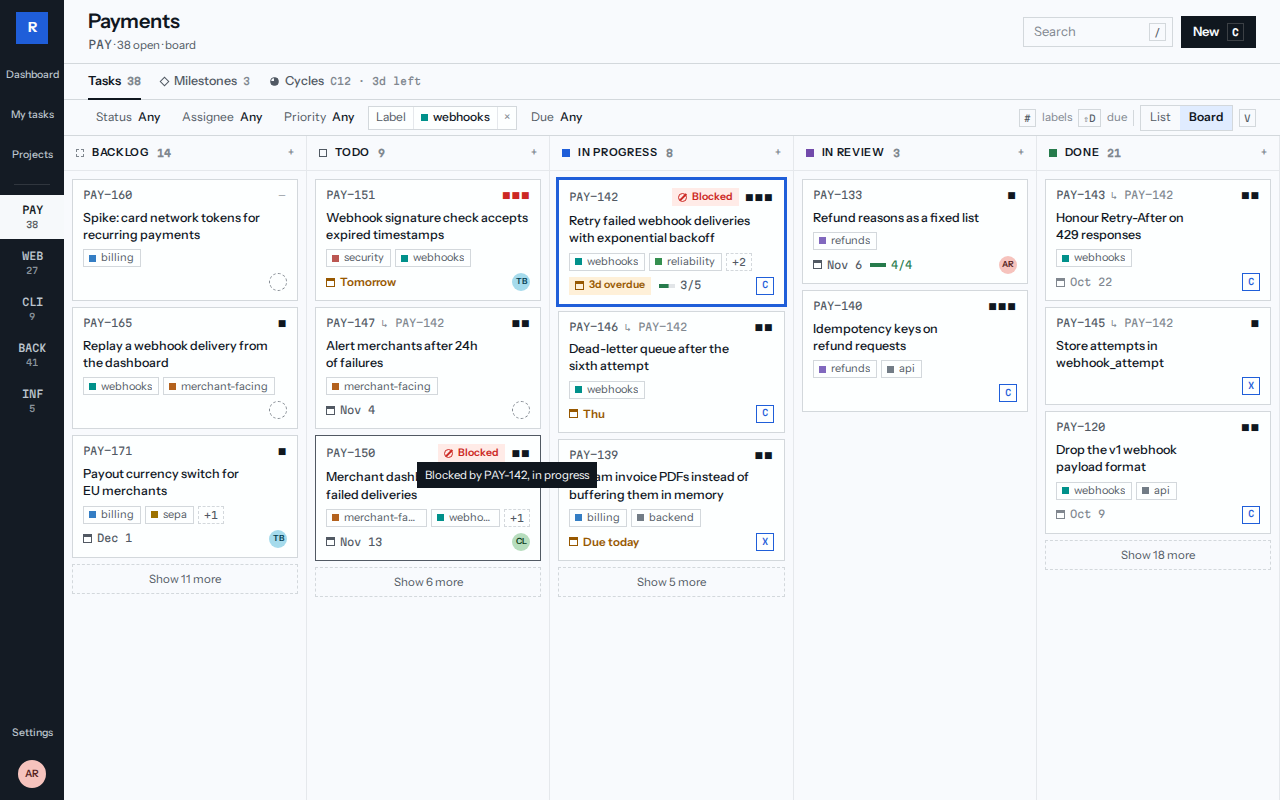 R
Dashboard
My tasks
Projects
PAY
38
WEB
27
CLI
9
BACK
41
INF
5
Settings
AR
Payments
PAY·38 open·board
Search /
New C
Tasks 38
Milestones 3
Cycles C12 · 3d left
Status Any
Assignee Any
Priority Any
Label webhooks ×
Due Any
# labels ⇧D due
List Board V
BACKLOG 14 +
PAY-160 —
Spike: card network tokens for
recurring payments
billing
PAY-165
Replay a webhook delivery from
the dashboard
webhooks merchant-facing
PAY-171
Payout currency switch for
EU merchants
billing sepa +1
Dec 1 TB
Show 11 more
TODO 9 +
PAY-151
Webhook signature check accepts
expired timestamps
security webhooks
Tomorrow TB
PAY-147 ↳ PAY-142
Alert merchants after 24h
of failures
merchant-facing
Nov 4
PAY-150 Blocked
Merchant dash
failed deliveries
merchant-fa… webho… +1
Nov 13 CL
Show 6 more
Blocked by PAY-142, in progress
IN PROGRESS 8 +
PAY-142 Blocked
Retry failed webhook deliveries
with exponential backoff
webhooks reliability +2
3d overdue 3/5 C
PAY-146 ↳ PAY-142
Dead-letter queue after the
sixth attempt
webhooks
Thu C
PAY-139
am invoice PDFs instead of
buffering them in memory
billing backend
Due today X
Show 5 more
IN REVIEW 3 +
PAY-133
Refund reasons as a fixed list
refunds
Nov 6 4/4 AR
PAY-140
Idempotency keys on
refund requests
refunds api
C
DONE 21 +
PAY-143 ↳ PAY-142
Honour Retry-After on
429 responses
webhooks
Oct 22 C
PAY-145 ↳ PAY-142
Store attempts in
webhook_attempt
X
PAY-120
Drop the v1 webhook
payload format
webhooks api
Oct 9 C
Show 18 more